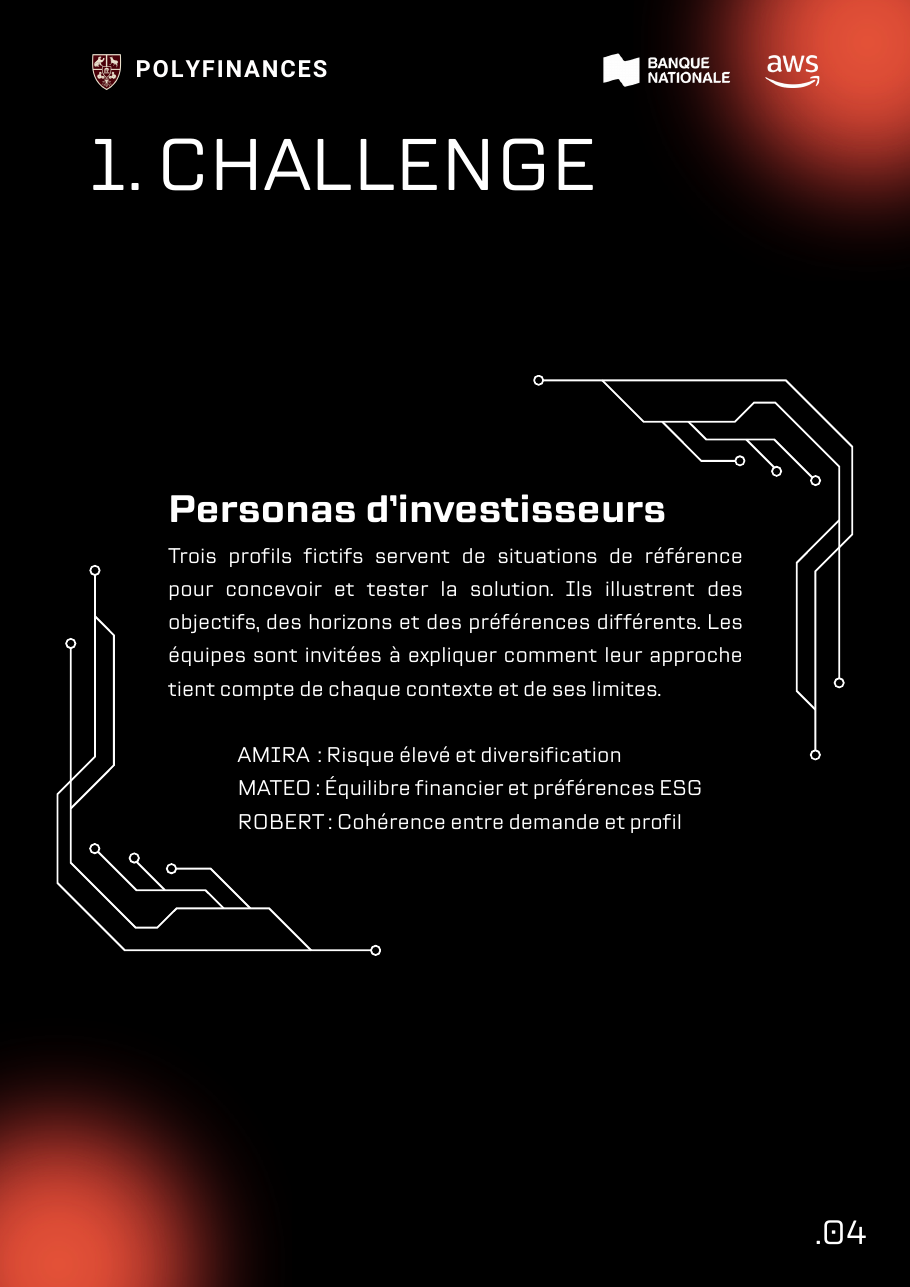 POLYFINANCES
BANQUE
NATIONALE
aws
1. CHALLENGE
Personas d'investisseurs
Trois profils fictifs servent de situations de référence
pour concevoir et tester la solution. Ils illustrent des
objectifs, des horizons et des préférences différents. Les
équipes sont invitées à expliquer comment leur approche
tient compte de chaque contexte et de ses limites.
AMIRA : Risque élevé et diversification
MATEO : Équilibre financier et préférences ESG
ROBERT : Cohérence entre demande et profil
.04